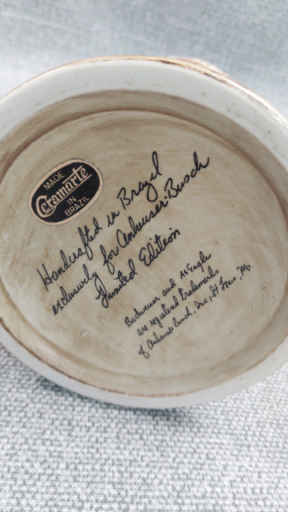 MADE
Ceramarte
IN
BRAZIL
Handcrafted in Brazil
exclusively for Anheuser Busch
Limited Edition
Budweiser and A&Eagle
are registered trademarks
of Anheuser Busch, Inc., St. Louis, Mo.